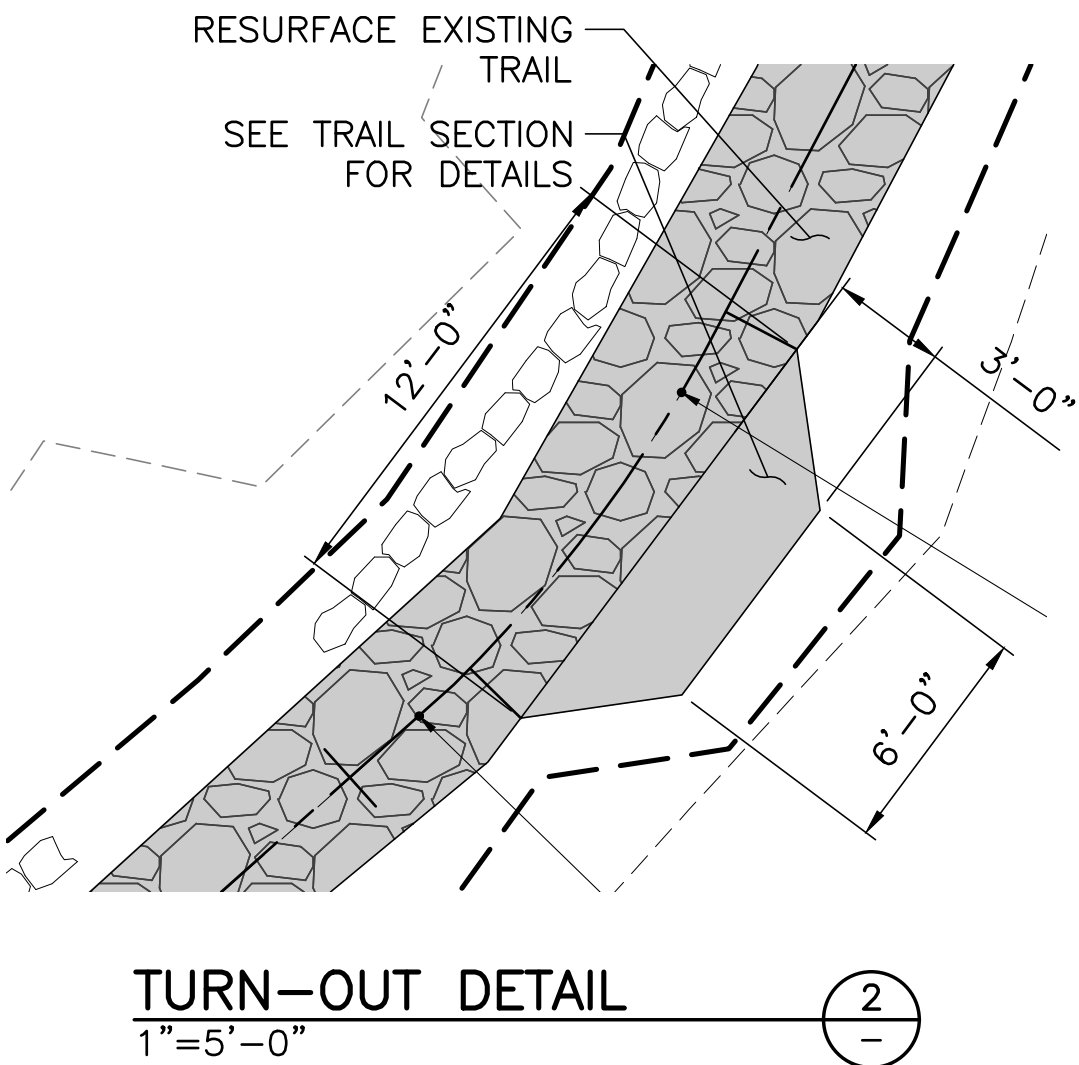 RESURFACE EXISTING
TRAIL
SEE TRAIL SECTION
FOR DETAILS
12'-0"
3'-0"
6'-0"
TURN-OUT DETAIL
1"=5'-0"
2
-